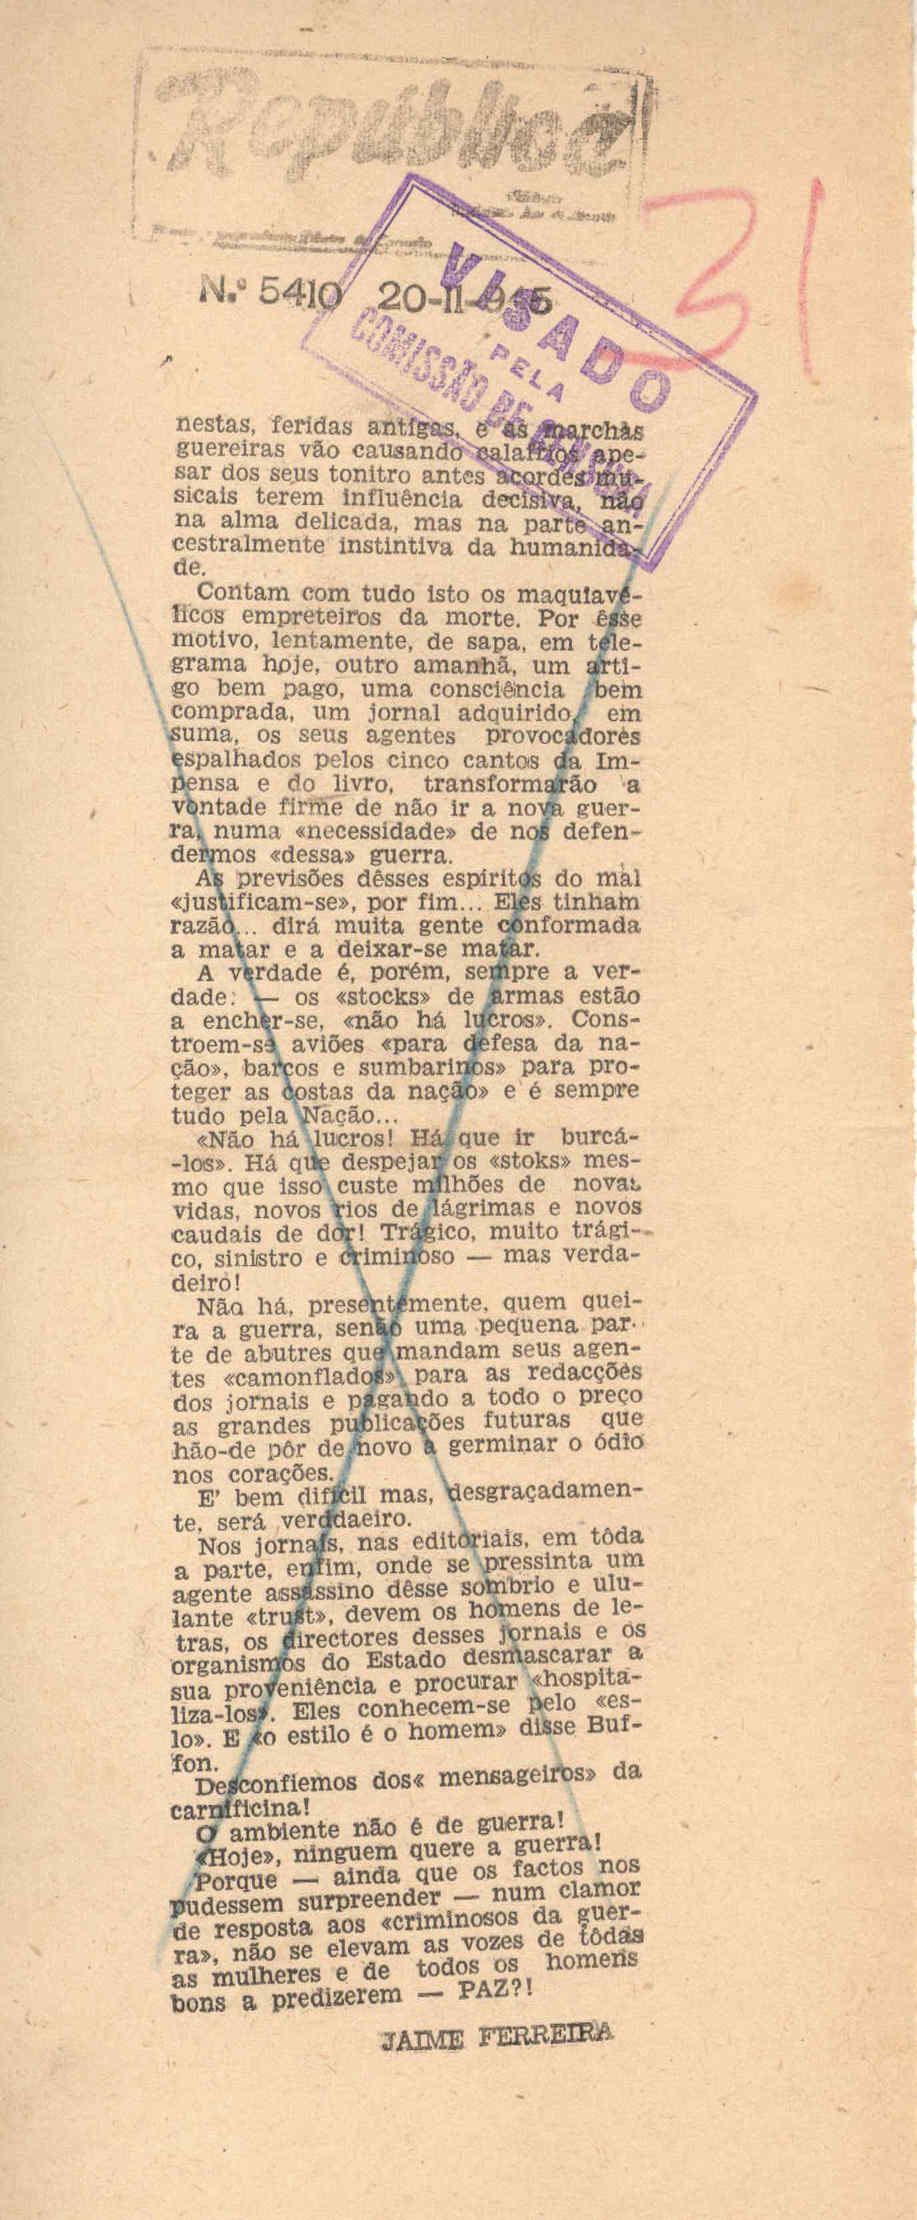 República
N.º 5410 20-11-945
31
VISADO
PELA
COMISSÃO DE CENSURA
nestas, feridas antigas, e as marchas
guereiras vão causando calafrios ape-
sar dos seus tonitro antes acordes mu-
sicais terem influência decisiva, não
na alma delicada, mas na parte an-
cestralmente instintiva da humanida-
de.
Contam com tudo isto os maquiavé-
licos empreteiros da morte. Por êsse
motivo, lentamente, de sapa, em tele-
grama hoje, outro amanhã, um arti-
go bem pago, uma consciência bem
comprada, um jornal adquirido, em
suma, os seus agentes provocadores
espalhados pelos cinco cantos da Im-
pensa e do livro, transformarão a
vontade firme de não ir a nova guer-
ra, numa «necessidade» de nos defen-
dermos «dessa» guerra.
As previsões dêsses espíritos do mal
«justificam-se», por fim... Eles tinham
razão... dirá muita gente conformada
a matar e a deixar-se matar.
A verdade é, porém, sempre a ver-
dade: — os «stocks» de armas estão
a encher-se, «não há lucros». Cons-
troem-se aviões «para defesa da na-
ção», barcos e sumbarinos» para pro-
teger as costas da nação» e é sempre
tudo pela Nação...
«Não há lucros! Há que ir burcá-
-los». Há que despejar os «stoks» mes-
mo que isso custe milhões de novas
vidas, novos rios de lágrimas e novos
caudais de dor! Trágico, muito trági-
co, sinistro e criminoso — mas verda-
deiro!
Não há, presentemente, quem quei-
ra a guerra, senão uma pequena par-
te de abutres que mandam seus agen-
tes «camonflados» para as redacções
dos jornais e pagando a todo o preço
as grandes publicações futuras que
hão-de pôr de novo a germinar o ódio
nos corações.
E' bem difícil mas, desgraçadamen-
te, será verddaeiro.
Nos jornais, nas editoriais, em tôda
a parte, enfim, onde se pressinta um
agente assassino dêsse sombrio e ulu-
lante «trust», devem os homens de le-
tras, os directores desses jornais e os
organismos do Estado desmascarar a
sua proveniência e procurar «hospita-
liza-los». Eles conhecem-se pelo «es-
lo». E «o estilo é o homem» disse Buf-
fon.
Desconfiemos dos« mensageiros» da
carnificina!
O ambiente não é de guerra!
«Hoje», ninguem quere a guerra!
Porque — ainda que os factos nos
pudessem surpreender — num clamor
de resposta aos «criminosos da guer-
ra», não se elevam as vozes de tôdas
as mulheres e de todos os homens
bons a predizerem — PAZ?!
JAIME FERREIRA